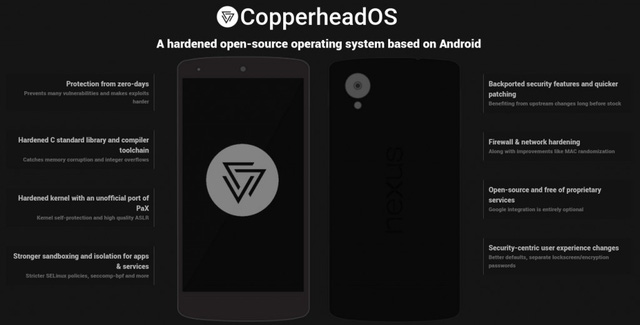 CopperheadOS
A hardened open-source operating system based on Android
Protection from zero-days
Prevents many vulnerabilities and makes exploits
harder
Hardened C standard library and compiler
toolchain
Catches memory corruption and integer overflows
Hardened kernel with an unofficial port of
PaX
Kernel self-protection and high quality ASLR
Stronger sandboxing and isolation for apps
& services
Stricter SELinux policies, seccomp-bpf and more
nexus
Backported security features and quicker
patching
Benefiting from upstream changes long before stock
Firewall & network hardening
Along with improvements like MAC randomization
Open-source and free of proprietary
services
Google integration is entirely optional
Security-centric user experience changes
Better defaults, separate lockscreen/encryption
passwords